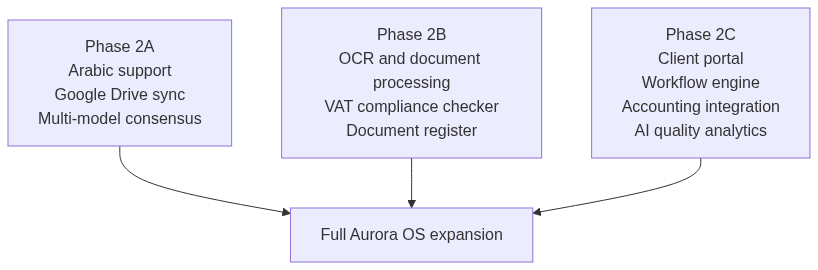 Phase 2A
Arabic support
Google Drive sync
Multi-model consensus
Phase 2B
OCR and document
processing
VAT compliance checker
Document register
Phase 2C
Client portal
Workflow engine
Accounting integration
AI quality analytics
Full Aurora OS expansion